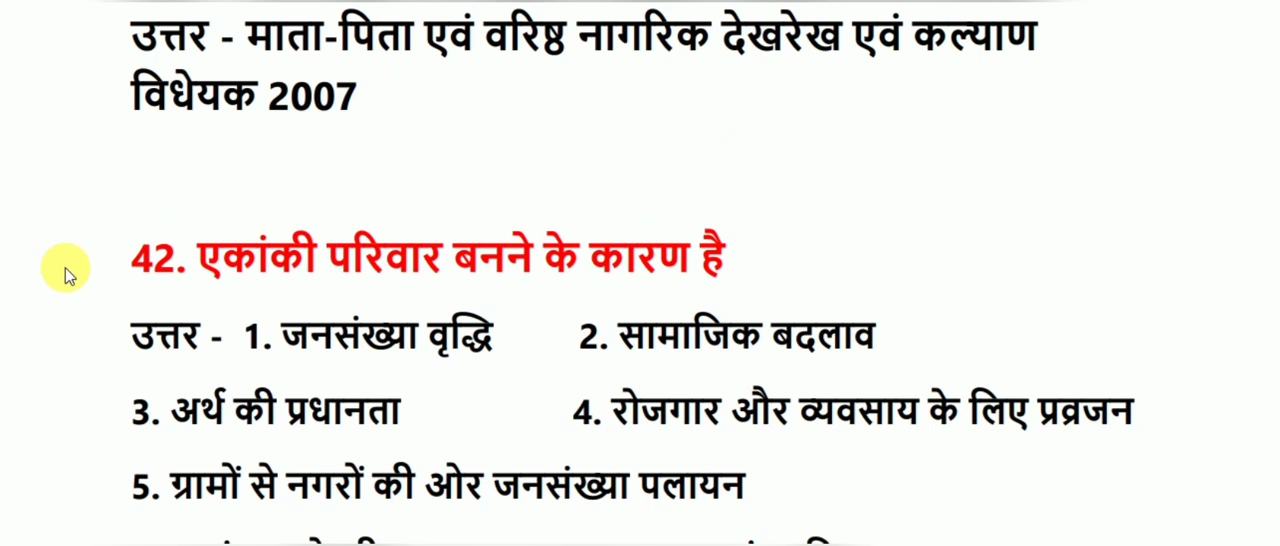 उत्तर - माता-पिता एवं वरिष्ठ नागरिक देखरेख एवं कल्याण
विधेयक 2007
42. एकांकी परिवार बनने के कारण है
उत्तर - 1. जनसंख्या वृद्धि 2. सामाजिक बदलाव
3. अर्थ की प्रधानता 4. रोजगार और व्यवसाय के लिए प्रव्रजन
5. ग्रामों से नगरों की ओर जनसंख्या पलायन